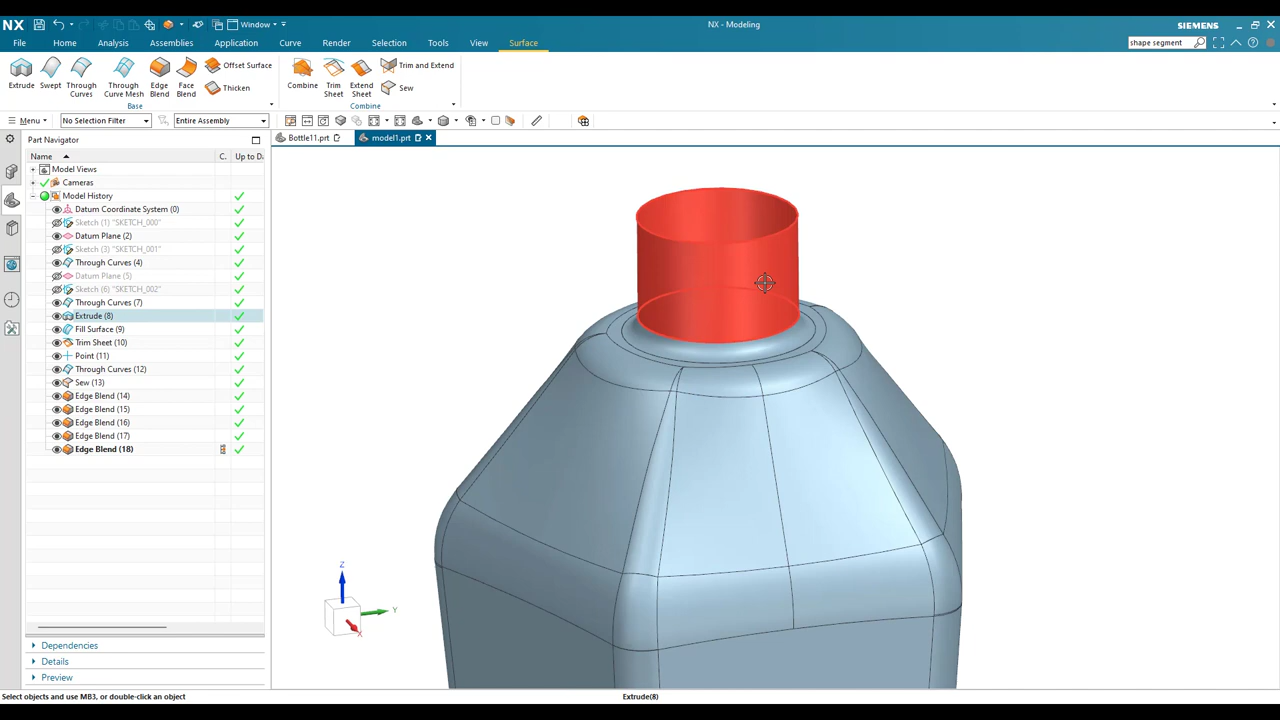 NX Window NX - Modeling SIEMENS
File Home Analysis Assemblies Application Curve Render Selection Tools View Surface shape segment
Extrude Swept Through Curves Through Curve Mesh Edge Blend Face Blend Offset Surface Thicken Combine Trim Sheet Extend Sheet Trim and Extend Sew
Base Combine
Menu No Selection Filter Entire Assembly
Part Navigator Bottle11.prt model1.prt
Name C. Up to Da
Model Views
Cameras
Model History
Datum Coordinate System (0)
Sketch (1) "SKETCH_000"
Datum Plane (2)
Sketch (3) "SKETCH_001"
Through Curves (4)
Datum Plane (5)
Sketch (6) "SKETCH_002"
Through Curves (7)
Extrude (8)
Fill Surface (9)
Trim Sheet (10)
Point (11)
Through Curves (12)
Sew (13)
Edge Blend (14)
Edge Blend (15)
Edge Blend (16)
Edge Blend (17)
Edge Blend (18)
Z
Y
X
Dependencies
Details
Preview
Select objects and use MB3, or double-click an object Extrude(8)